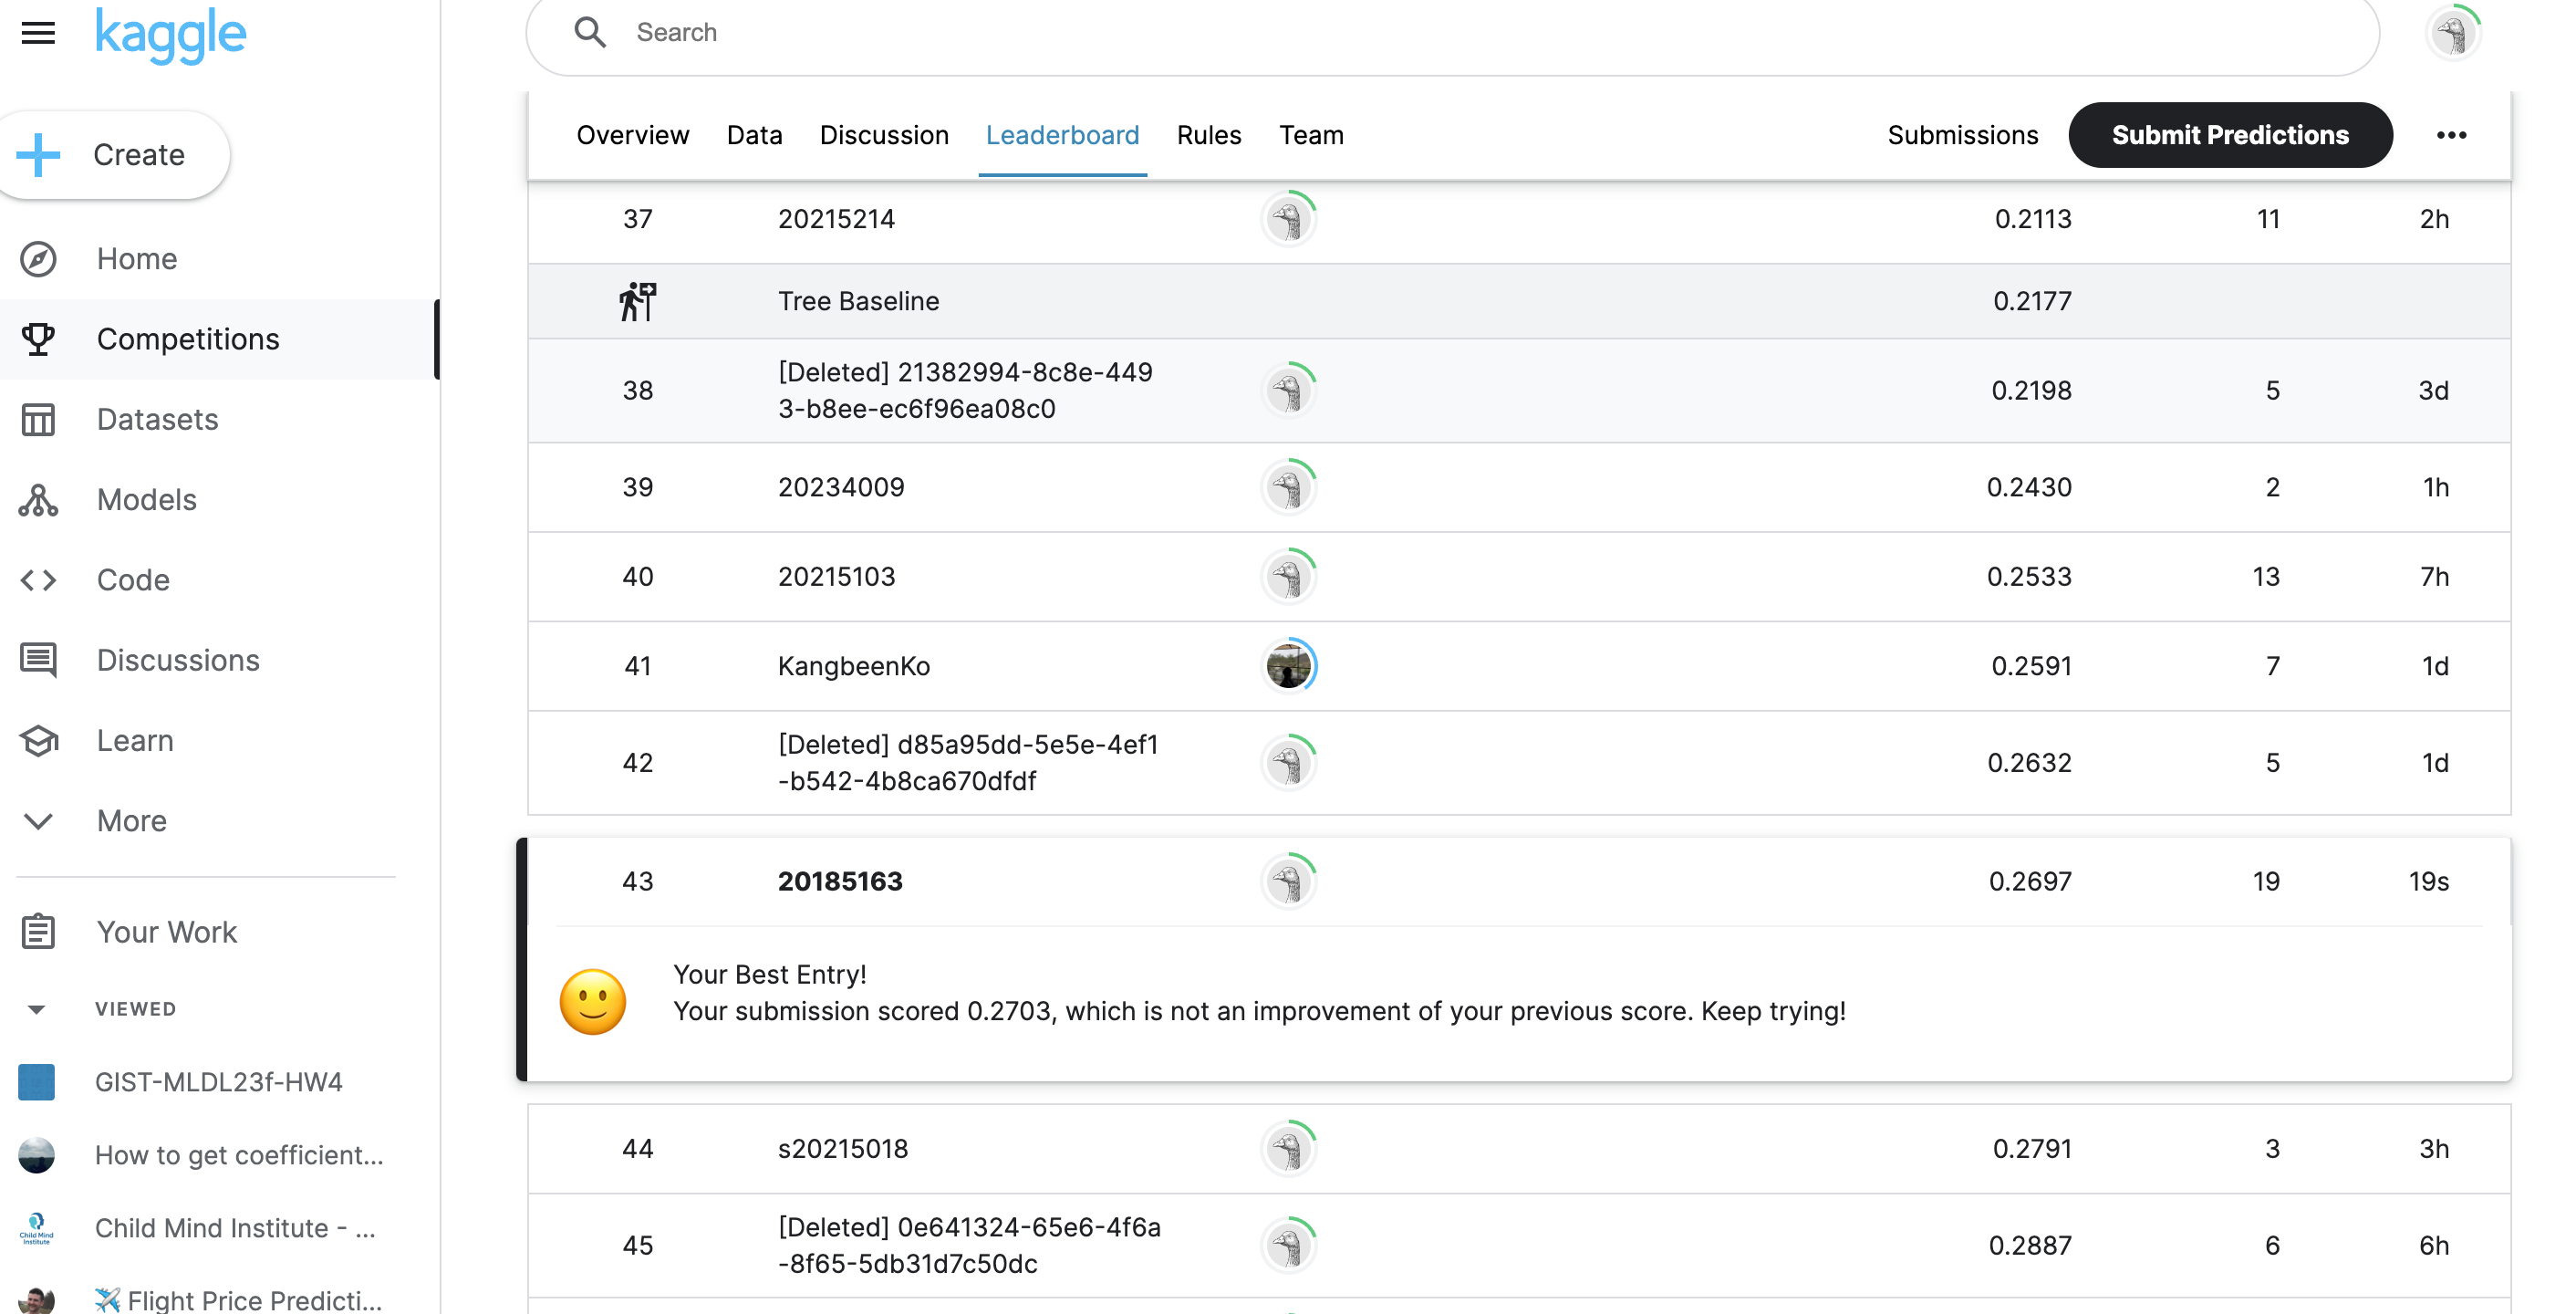 kaggle
Search
Create
Home
Competitions
Datasets
Models
Code
Discussions
Learn
More
Your Work
VIEWED
GIST-MLDL23f-HW4
How to get coefficient...
Child Mind Institute
Child Mind Institute - ...
Flight Price Predicti...
Overview Data Discussion Leaderboard Rules Team Submissions Submit Predictions
37 20215214 0.2113 11 2h
Tree Baseline 0.2177
38 [Deleted] 21382994-8c8e-449
3-b8ee-ec6f96ea08c0 0.2198 5 3d
39 20234009 0.2430 2 1h
40 20215103 0.2533 13 7h
41 KangbeenKo 0.2591 7 1d
42 [Deleted] d85a95dd-5e5e-4ef1
-b542-4b8ca670dfdf 0.2632 5 1d
43 20185163 0.2697 19 19s
Your Best Entry!
Your submission scored 0.2703, which is not an improvement of your previous score. Keep trying!
44 s20215018 0.2791 3 3h
45 [Deleted] 0e641324-65e6-4f6a
-8f65-5db31d7c50dc 0.2887 6 6h